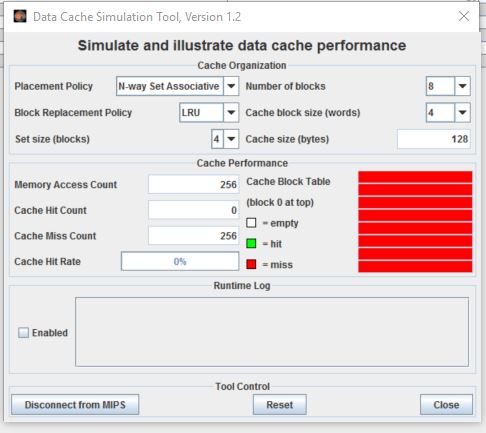 Data Cache Simulation Tool, Version 1.2
Simulate and illustrate data cache performance
Cache Organization
Placement Policy N-way Set Associative Number of blocks 8
Block Replacement Policy LRU Cache block size (words) 4
Set size (blocks) 4 Cache size (bytes) 128
Cache Performance
Memory Access Count 256 Cache Block Table
(block 0 at top)
Cache Hit Count 0
= empty
Cache Miss Count 256
= hit
Cache Hit Rate 0% = miss
Runtime Log
Enabled
Tool Control
Disconnect from MIPS Reset Close